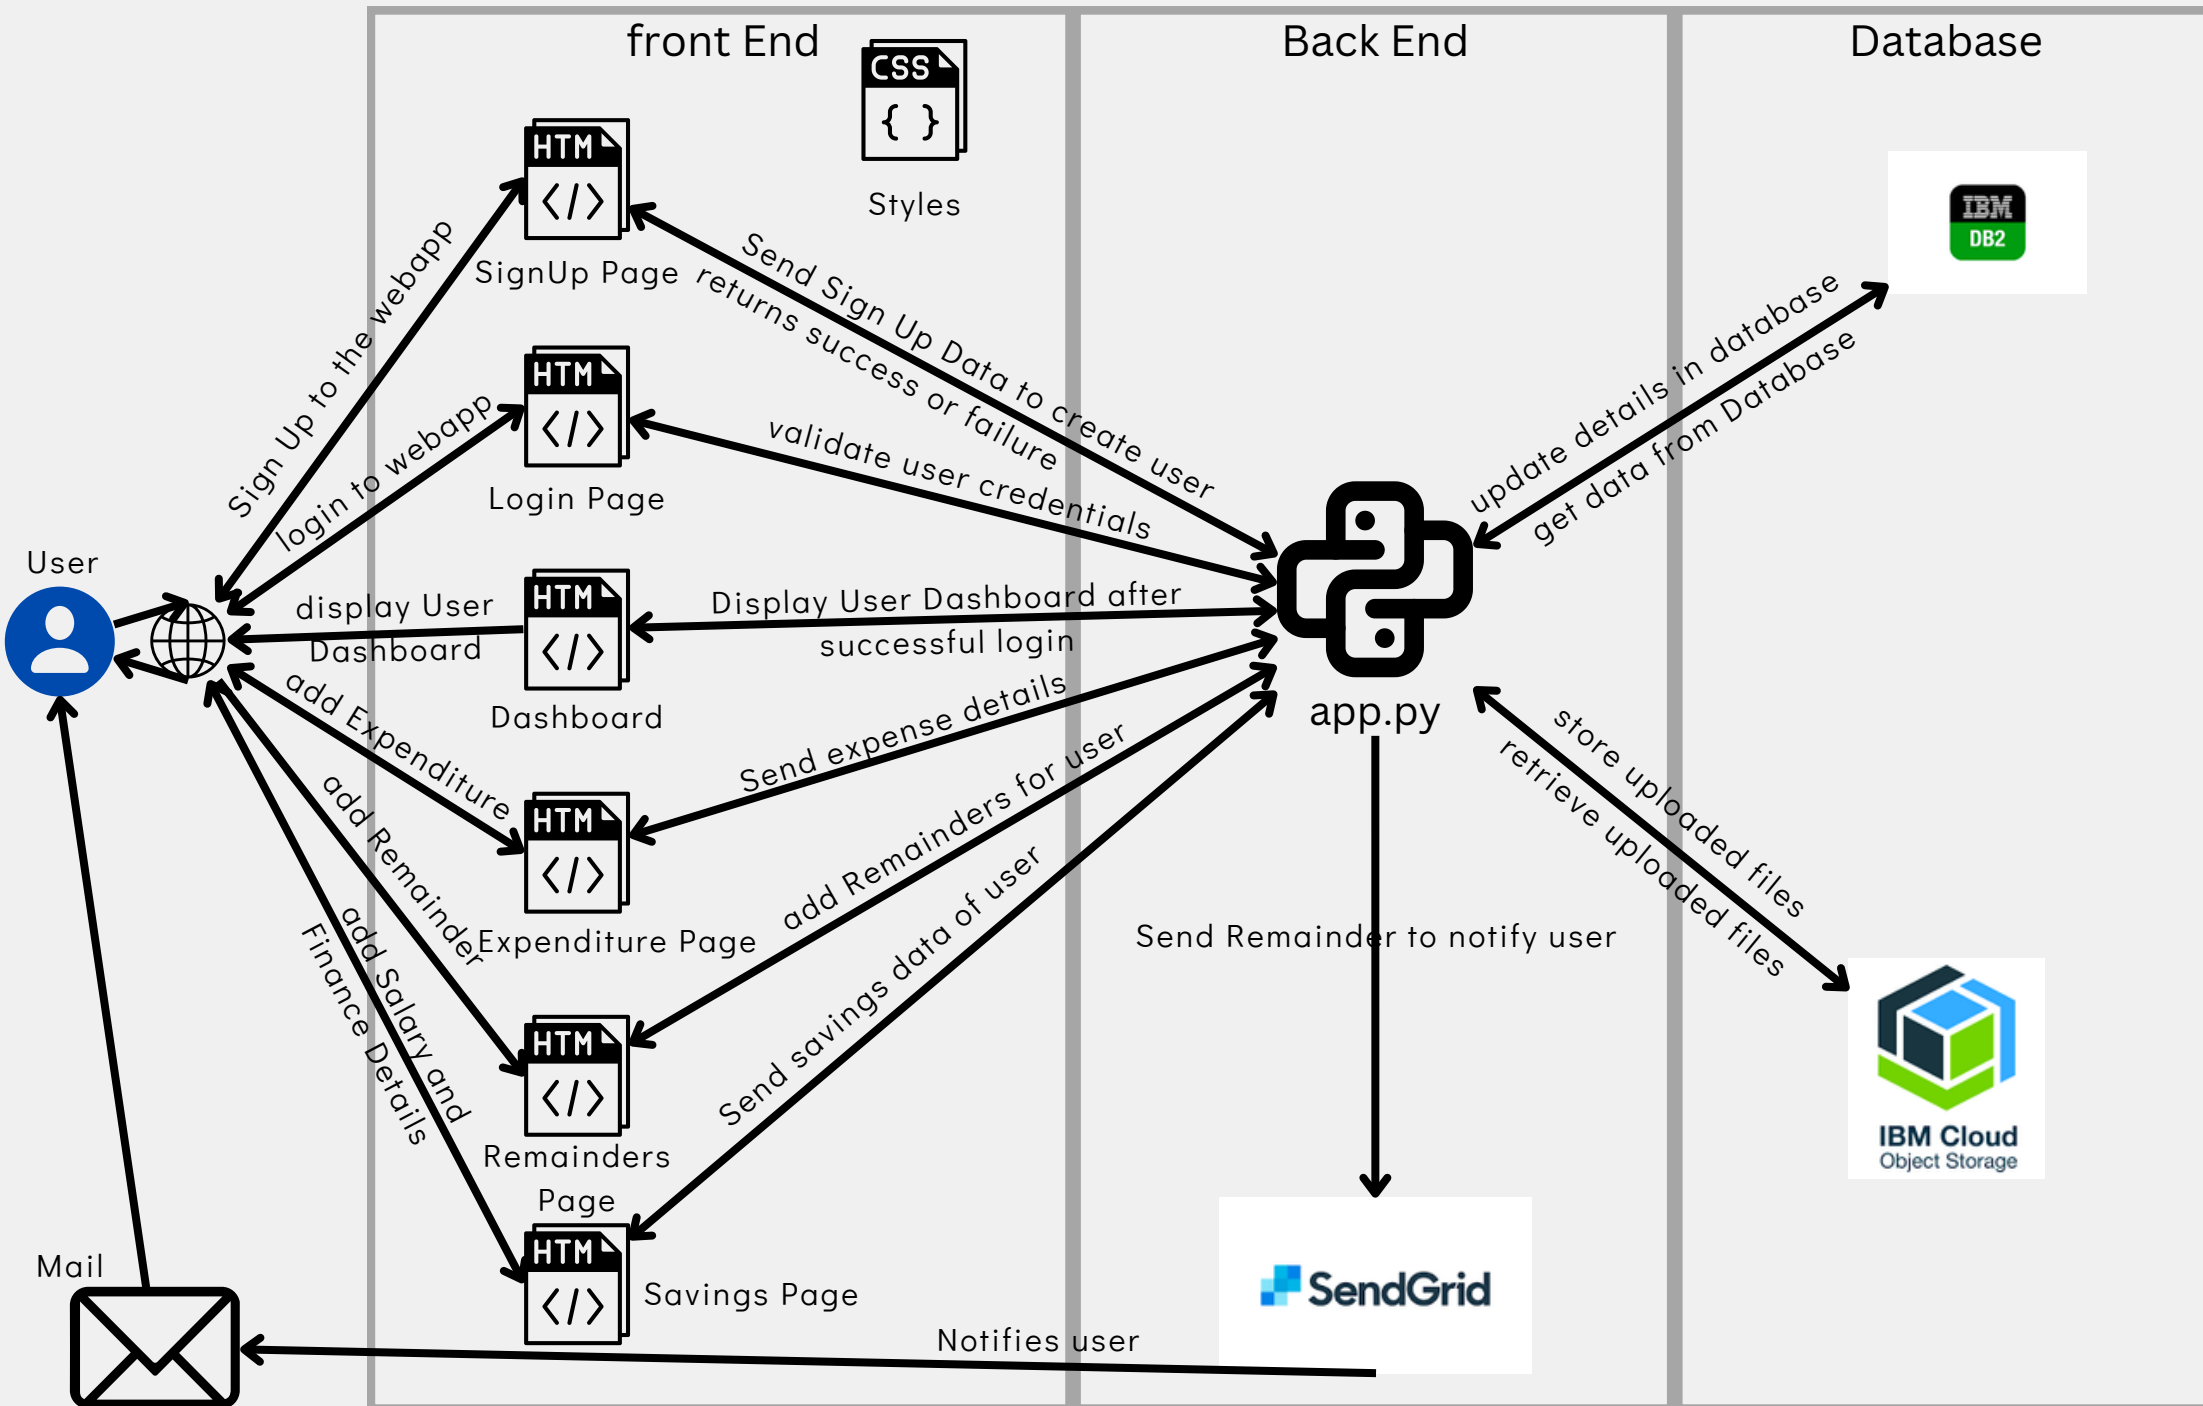 front End
Back End
Database
CSS
{ }
Styles
HTM
</>
SignUp Page
HTM
</>
Login Page
HTM
</>
Dashboard
HTM
</>
Expenditure Page
HTM
</>
Remainders
Page
HTM
</>
Savings Page
User
Sign Up to the webapp
login to webapp
display User
Dashboard
add Expenditure
add Remainder
add Salary and
Finance Details
Send Sign Up Data to create user
returns success or failure
validate user credentials
Display User Dashboard after
successful login
Send expense details
add Remainders for user
Send savings data of user
app.py
update details in database
get data from Database
IBM
DB2
store uploaded files
retrieve uploaded files
IBM Cloud
Object Storage
Send Remainder to notify user
SendGrid
Notifies user
Mail